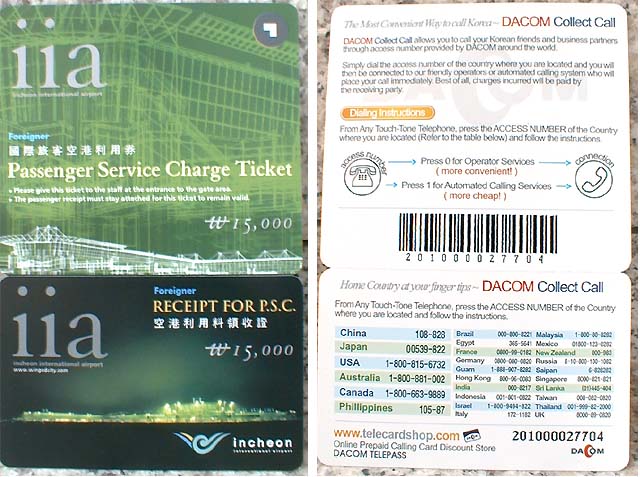 iia
incheon international airport
Foreigner
國際旅客空港利用券
Passenger Service Charge Ticket
• Please give this ticket to the staff at the entrance to the gate area.
• The passenger receipt must stay attached for this ticket to remain valid.
₩ 15,000
iia
incheon international airport
www.wingsdcity.com
Foreigner
RECEIPT FOR P.S.C.
空港利用料領收證
₩ 15,000
incheon
international airport
The Most Convenient Way to call Korea~ DACOM Collect Call
DACOM Collect Call allows you to call your Korean friends and business partners
through access number provided by DACOM around the world.
Simply dial the access number of the country where you are located and you will
then be connected to our friendly operators or automated calling system who will
place your call immediately. Best of all, charges incurred will be paid by
the receiving party.
DACOM
Dialing Instructions
From Any Touch-Tone Telephone, press the ACCESS NUMBER of the Country
where you are located (Refer to the table below) and follow the instructions.
access number
Press 0 for Operator Services
( more convenient! )
Press 1 for Automated Calling Services
( more cheap! )
connection
201000027704
Home Country at your finger tips~ DACOM Collect Call
From Any Touch-Tone Telephone, press the ACCESS NUMBER of the Country
where you are located and follow the instructions.
China 108-828
Japan 00539-822
USA 1-800-815-6732
Australia 1-800-881-002
Canada 1-800-663-9889
Phillippines 105-87
Brazil
Egypt
France
Germany
Guam
Hong Kong
India
Indonesia
Israel
Italy
Malaysia
Mexico
New Zealand
Russia
Saipan
Singapore
Sri Lanka
Taiwan
Thailand
UK
www.telecardshop.com
Online Prepaid Calling Card Discount Store
DACOM TELEPASS
201000027704
DACOM